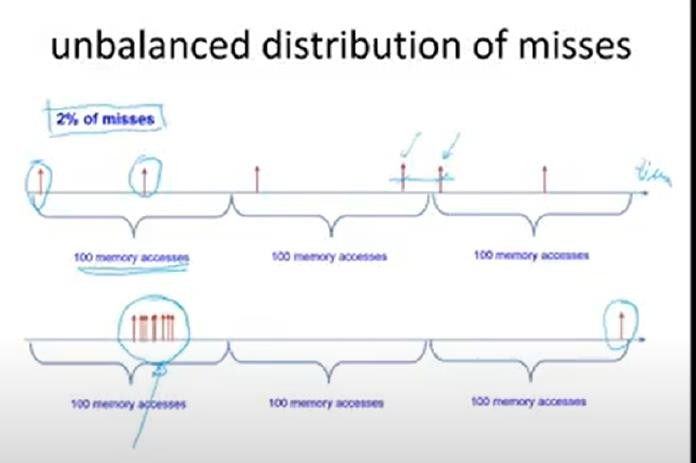 unbalanced distribution of misses
2% of misses
time
100 memory accesses 100 memory accesses 100 memory accesses
100 memory accesses 100 memory accesses 100 memory accesses